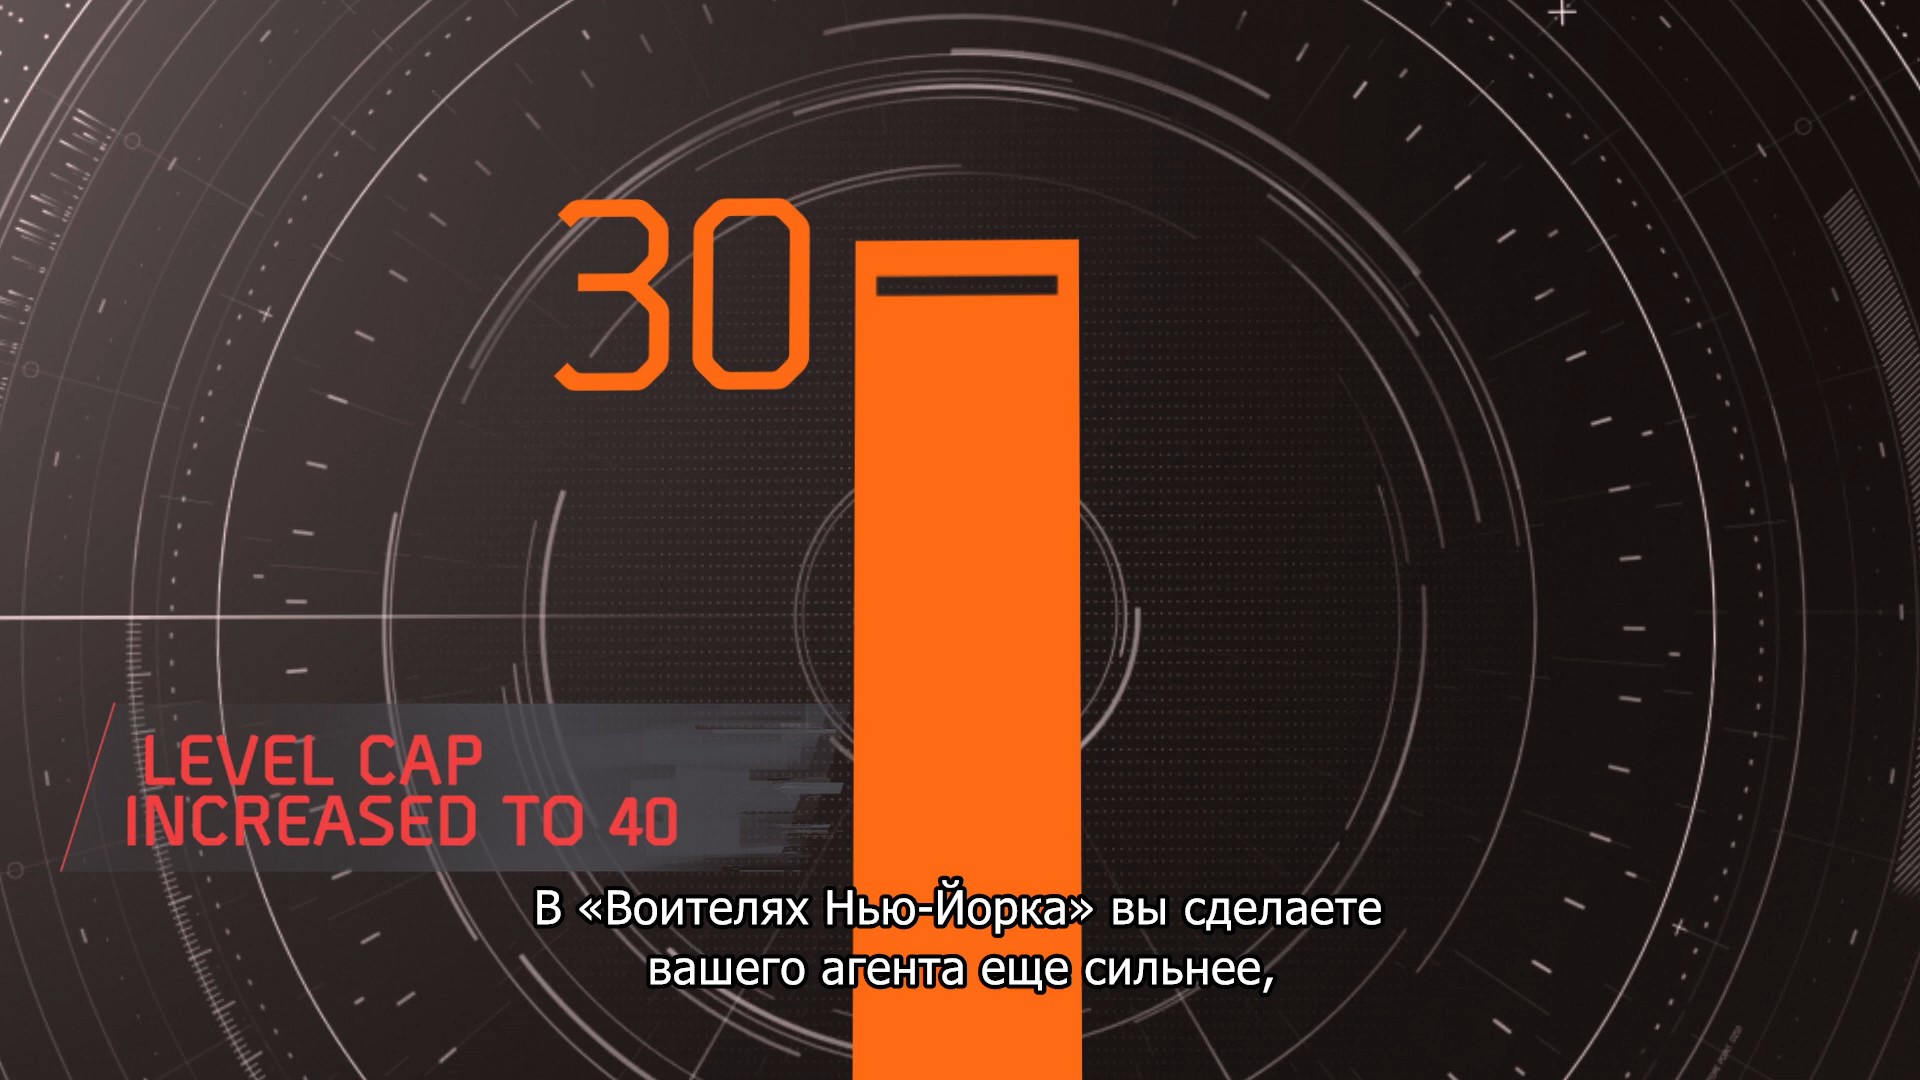 30
LEVEL CAP
INCREASED TO 40
В «Воителях Нью-Йорка» вы сделаете
вашего агента еще сильнее,